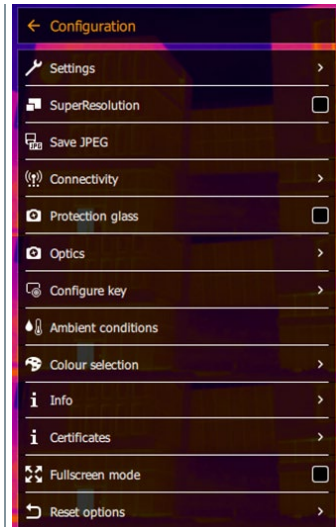 Configuration
Settings
SuperResolution
JPG
Save JPEG
Connectivity
Protection glass
Optics
Configure key
Ambient conditions
Colour selection
Info
Certificates
Fullscreen mode
Reset options